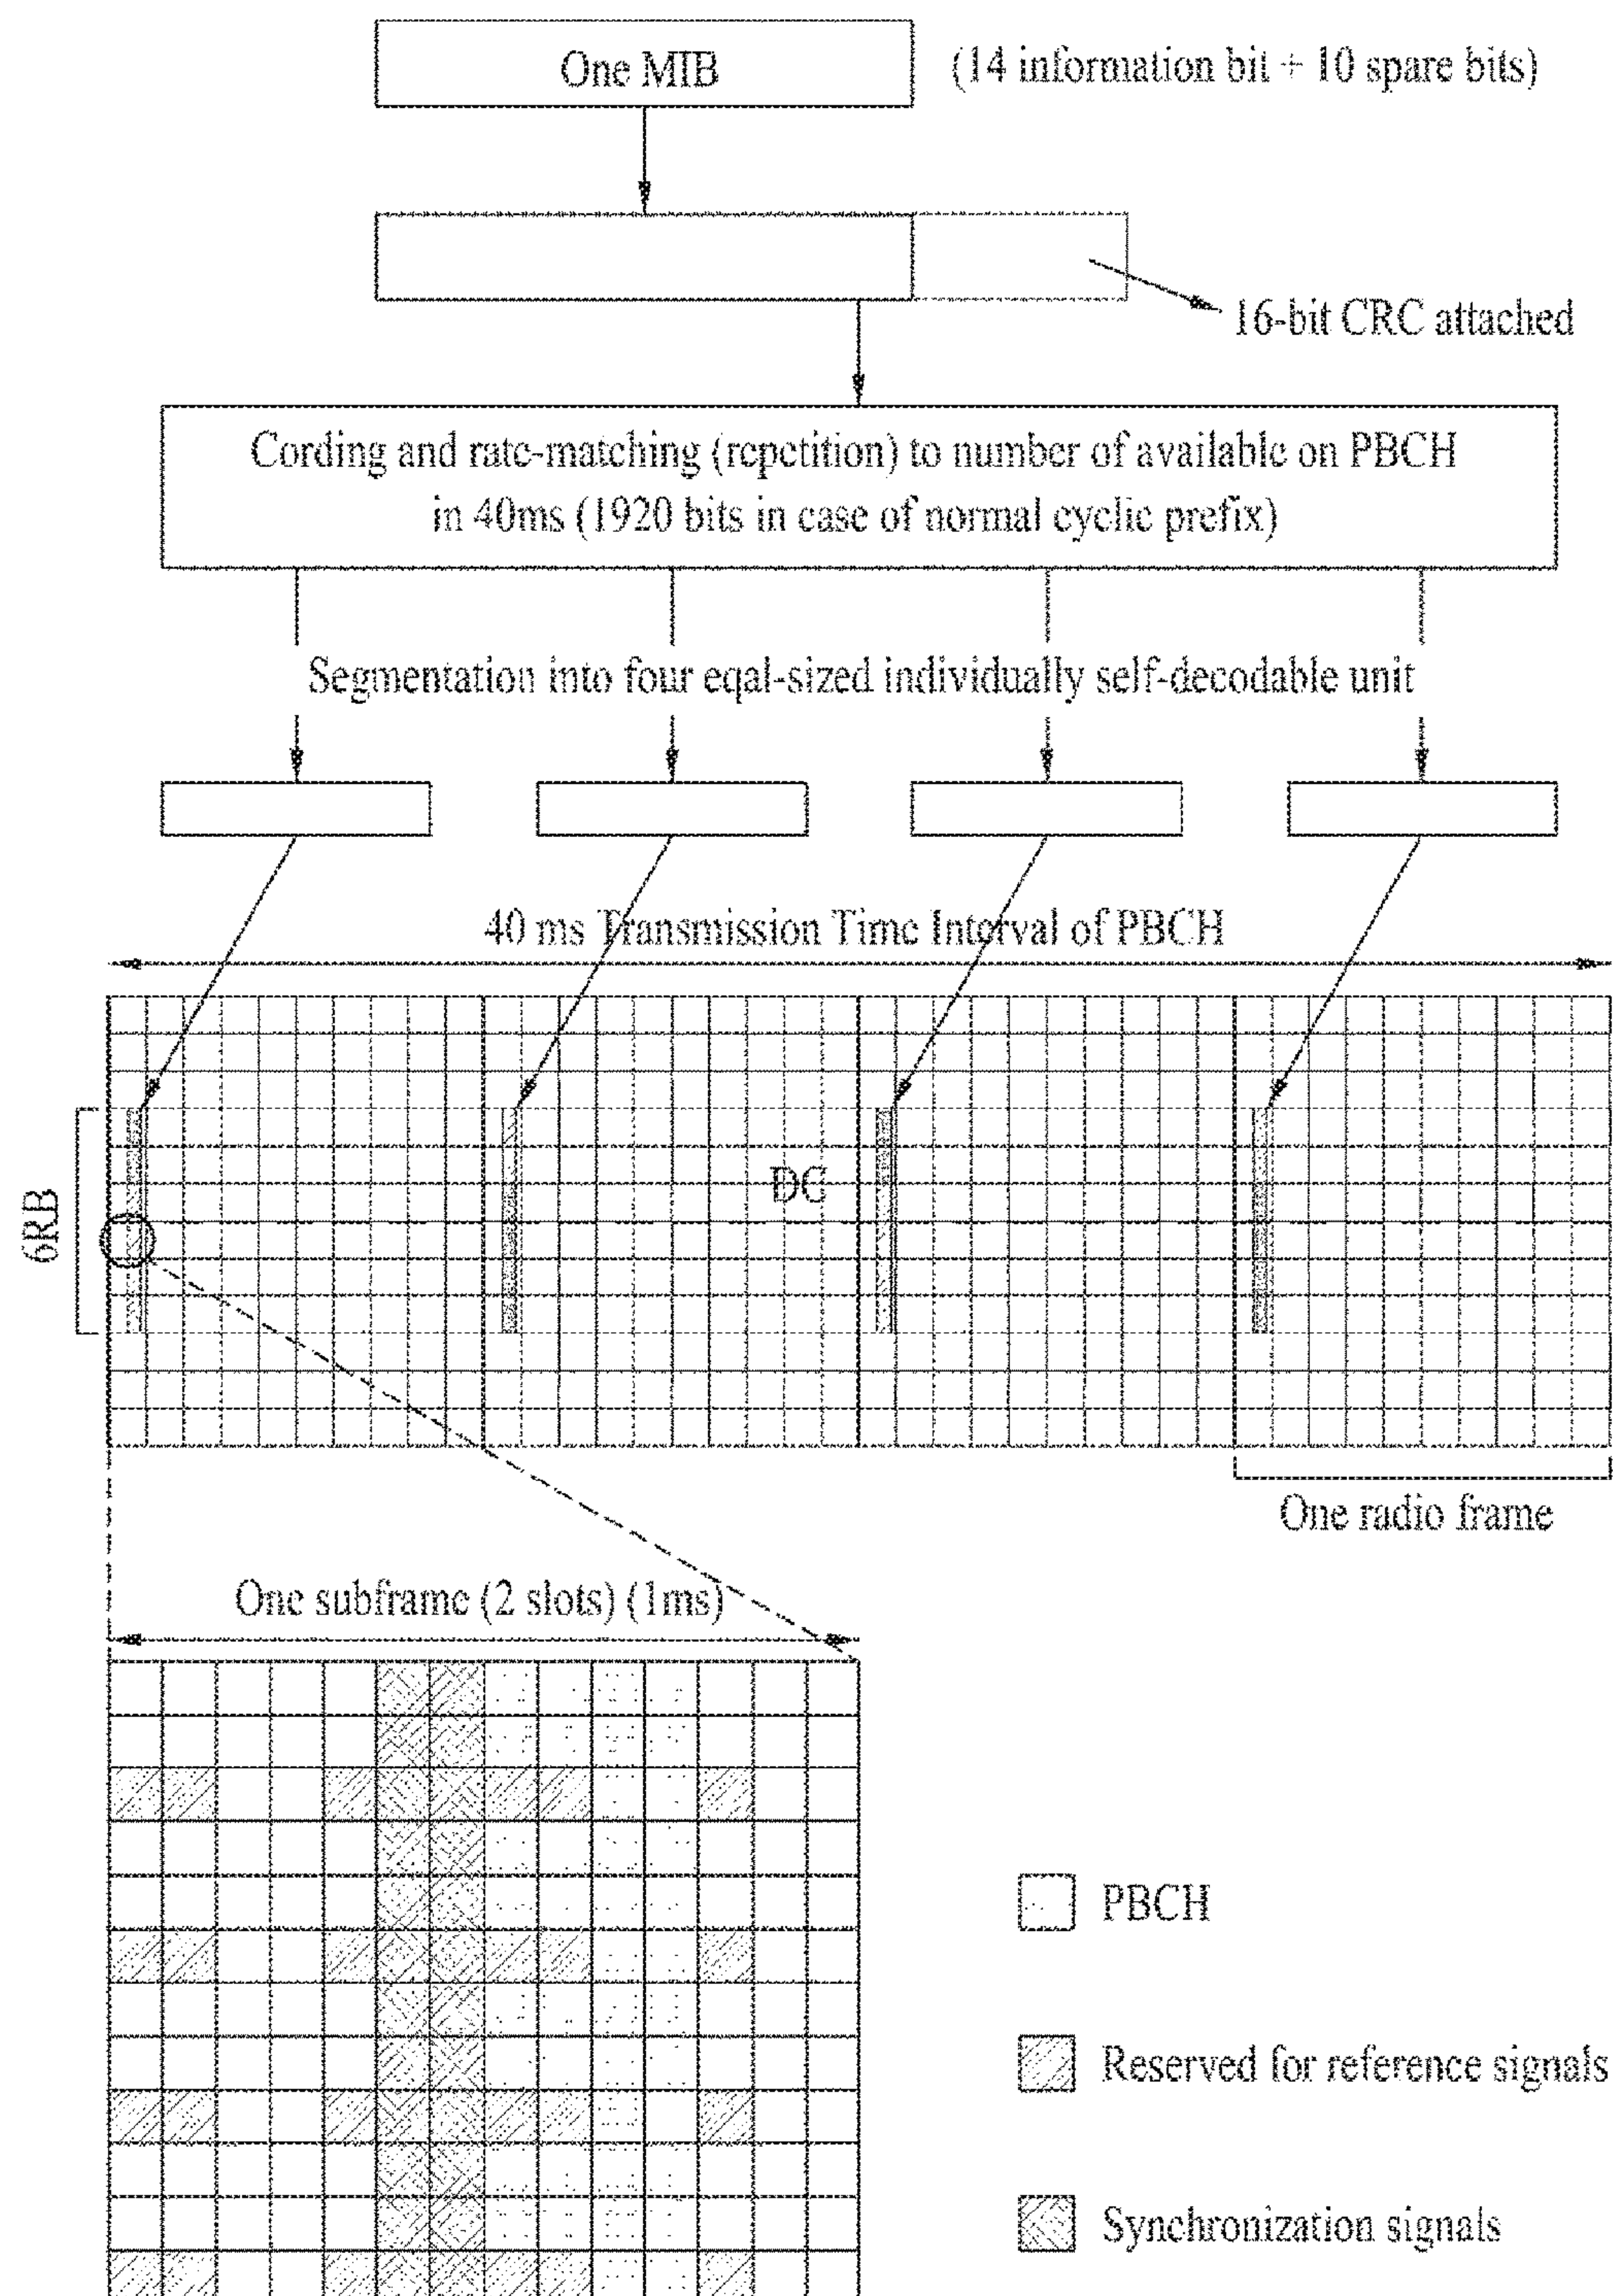 One MIB
(14 information bit + 10 spare bits)
16-bit CRC attached
Cording and rate-matching (repetition) to number of available on PBCH
in 40ms (1920 bits in case of normal cyclic prefix)
Segmentation into four eqal-sized individually self-decodable unit
40 ms Transmission Time Interval of PBCH
DC
6RB
One radio frame
One subframe (2 slots) (1ms)
PBCH
Reserved for reference signals
Synchronization signals